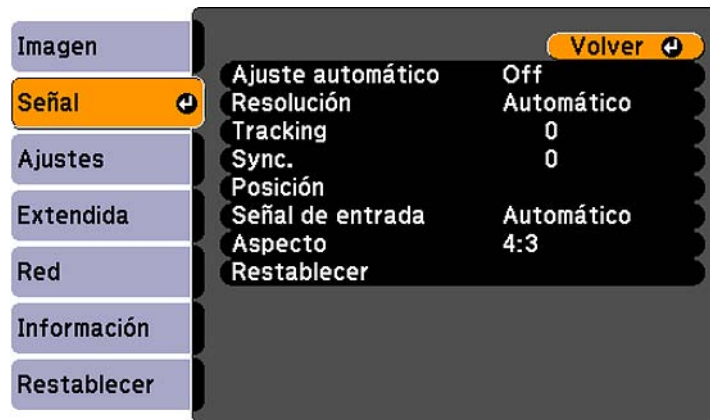 Imagen
Señal
Ajustes
Extendida
Red
Información
Restablecer
Volver
Ajuste automático Off
Resolución Automático
Tracking 0
Sync. 0
Posición
Señal de entrada Automático
Aspecto 4:3
Restablecer